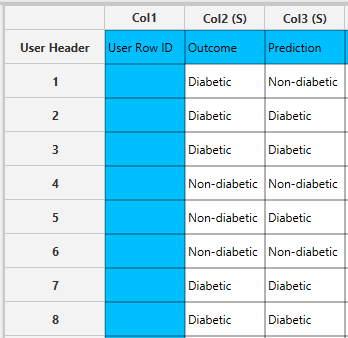 Col1 Col2 (S) Col3 (S)
User Header User Row ID Outcome Prediction
1 Diabetic Non-diabetic
2 Diabetic Diabetic
3 Diabetic Diabetic
4 Non-diabetic Non-diabetic
5 Non-diabetic Diabetic
6 Non-diabetic Non-diabetic
7 Diabetic Diabetic
8 Diabetic Diabetic